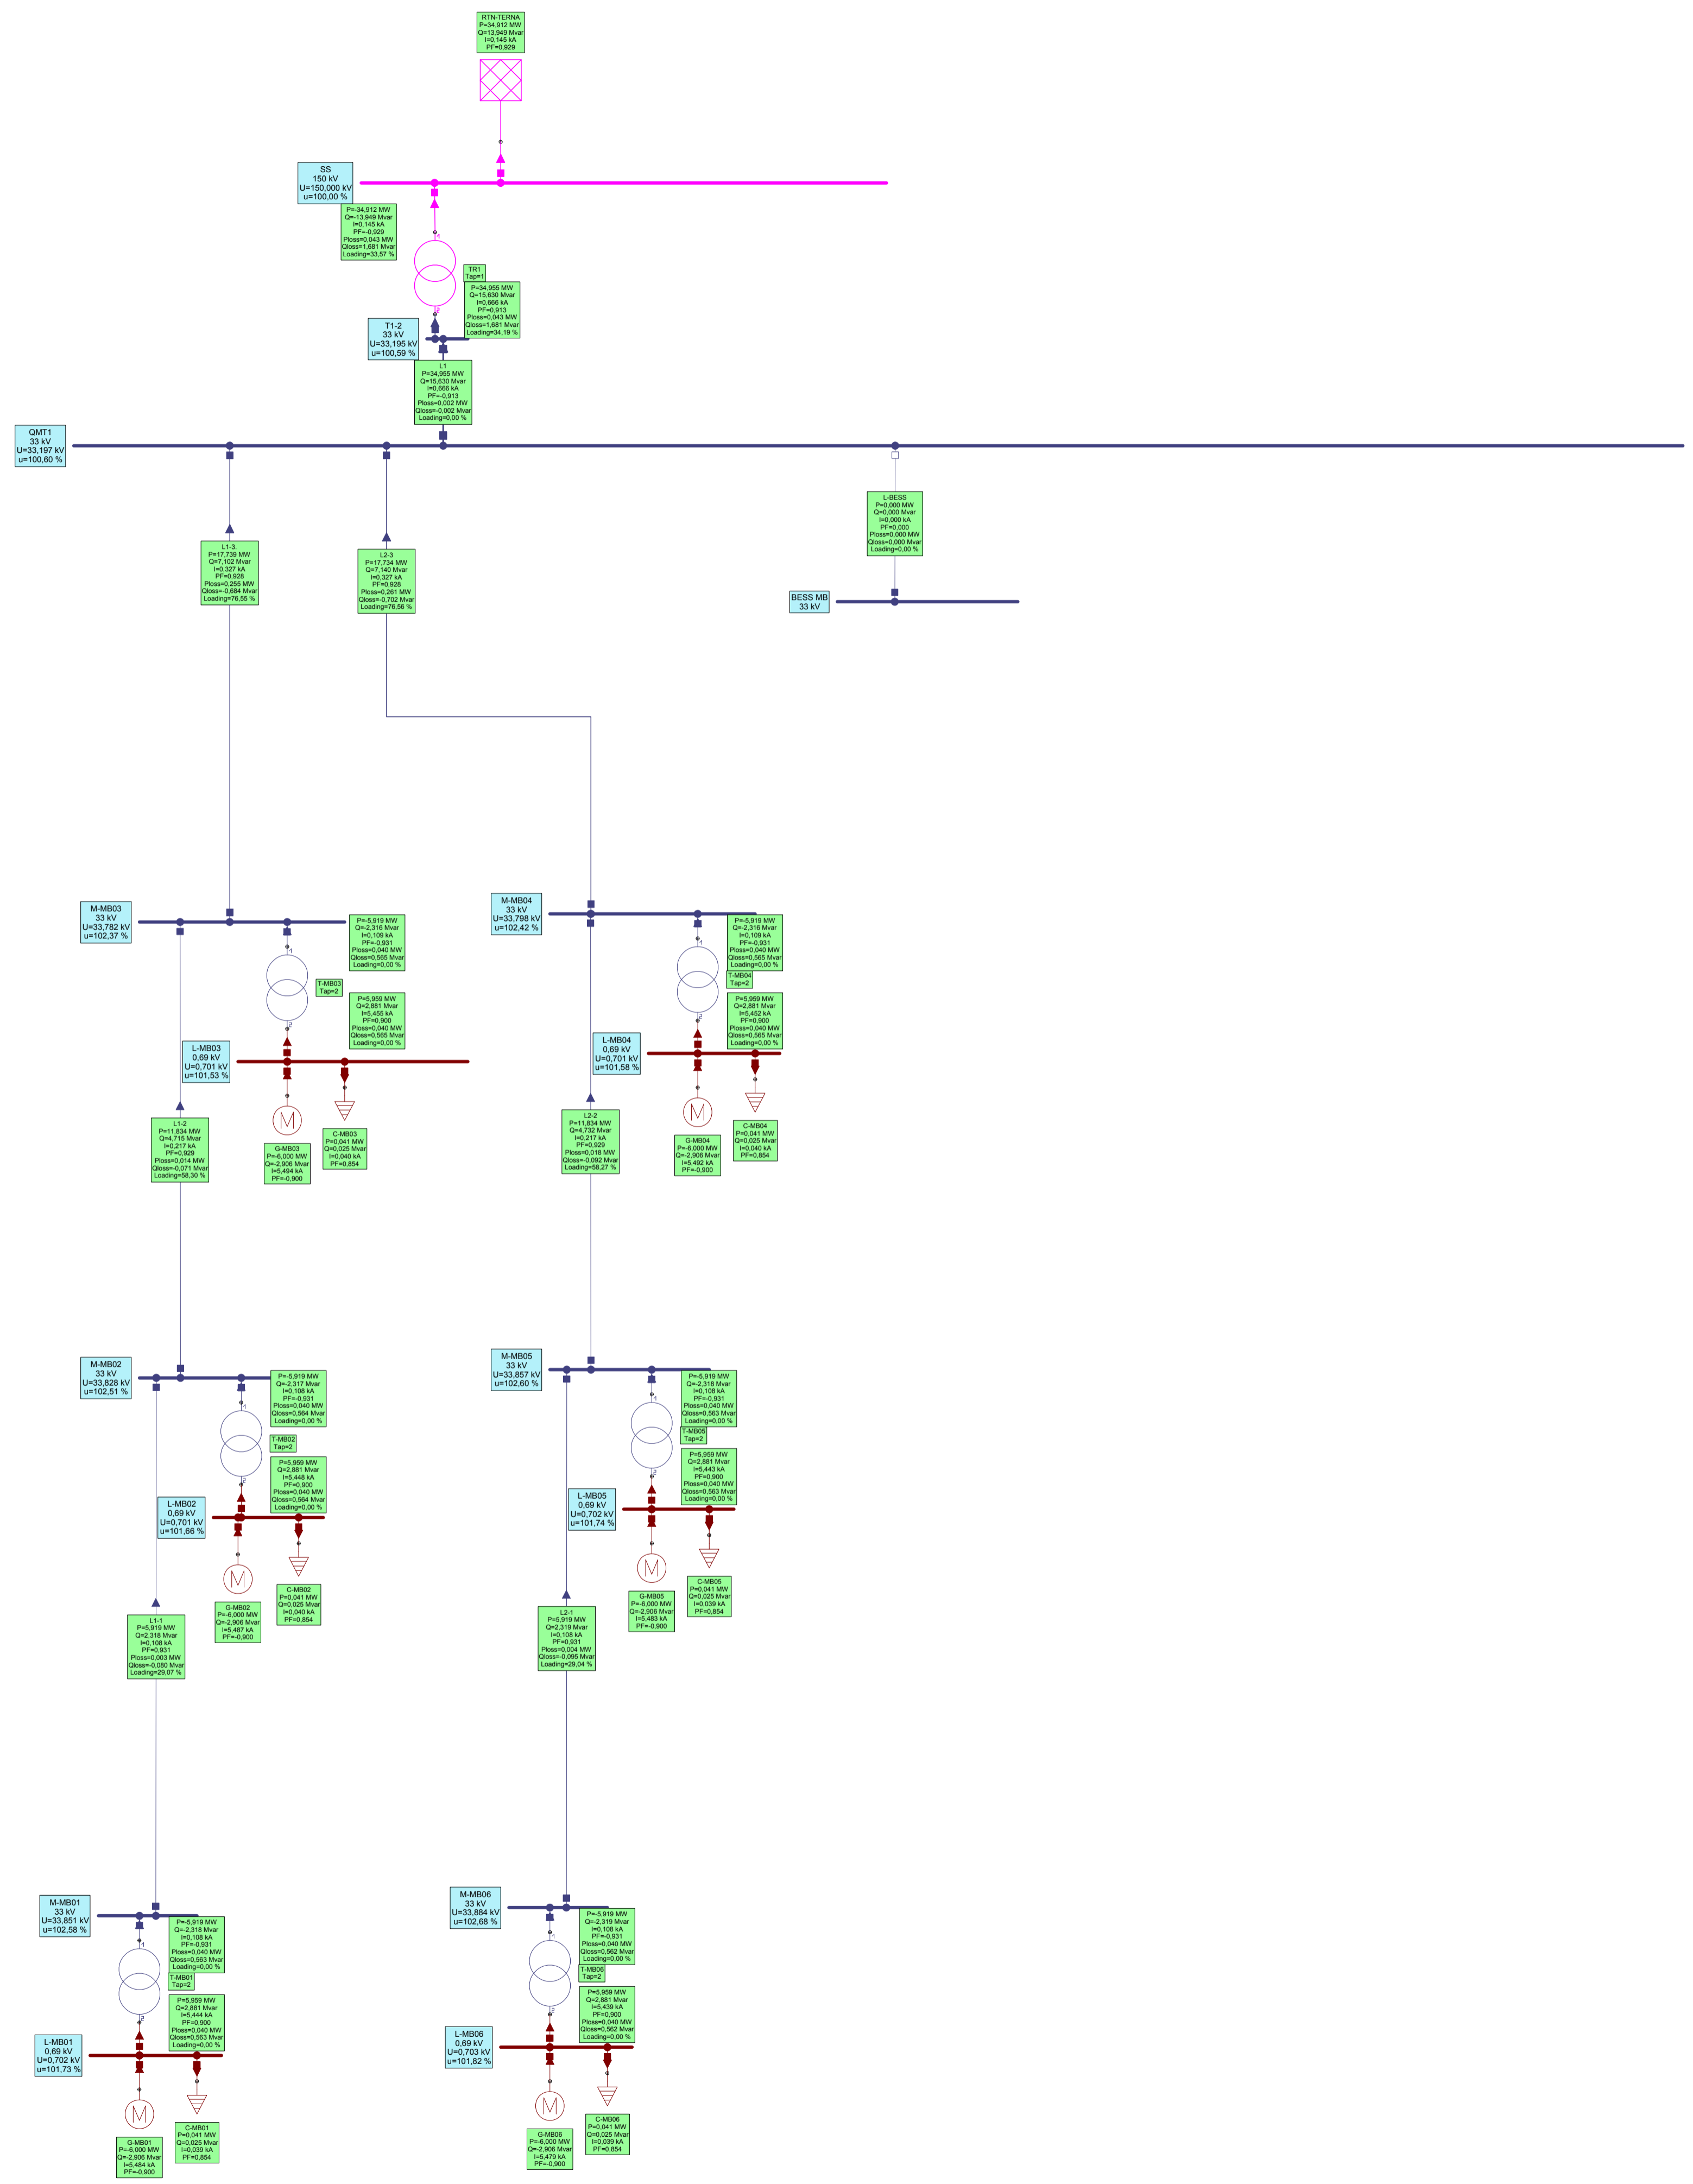 RTN-TERNA
P=34,912 MW
Q=13,949 Mvar
I=0,145 kA
PF=0,929
SS
150 kV
U=150,000 kV
u=100,00 %
P=-34,912 MW
Q=-13,949 Mvar
I=0,145 kA
PF=-0,929
Ploss=0,043 MW
Qloss=1,681 Mvar
Loading=33,57 %
1
TR1
Tap=1
P=34,955 MW
Q=15,630 Mvar
I=0,666 kA
PF=0,913
Ploss=0,043 MW
Qloss=1,681 Mvar
Loading=34,19 %
2
T1-2
33 kV
U=33,195 kV
u=100,59 %
L1
P=34,955 MW
Q=15,630 Mvar
I=0,666 kA
PF=-0,913
Ploss=0,002 MW
Qloss=-0,002 Mvar
Loading=0,00 %
QMT1
33 kV
U=33,197 kV
u=100,60 %
L1-3.
P=17,739 MW
Q=7,102 Mvar
I=0,327 kA
PF=0,928
Ploss=0,255 MW
Qloss=-0,684 Mvar
Loading=76,55 %
L2-3
P=17,734 MW
Q=7,140 Mvar
I=0,327 kA
PF=0,928
Ploss=0,261 MW
Qloss=-0,702 Mvar
Loading=76,56 %
L-BESS
P=0,000 MW
Q=0,000 Mvar
I=0,000 kA
PF=0,000
Ploss=0,000 MW
Qloss=0,000 Mvar
Loading=0,00 %
BESS MB
33 kV
M-MB03
33 kV
U=33,782 kV
u=102,37 %
P=-5,919 MW
Q=-2,316 Mvar
I=0,109 kA
PF=-0,931
Ploss=0,040 MW
Qloss=0,565 Mvar
Loading=0,00 %
1
T-MB03
Tap=2
P=5,959 MW
Q=2,881 Mvar
I=5,455 kA
PF=0,900
Ploss=0,040 MW
Qloss=0,565 Mvar
Loading=0,00 %
2
L-MB03
0,69 kV
U=0,701 kV
u=101,53 %
M
G-MB03
P=-6,000 MW
Q=-2,906 Mvar
I=5,494 kA
PF=-0,900
C-MB03
P=0,041 MW
Q=0,025 Mvar
I=0,040 kA
PF=0,854
M-MB04
33 kV
U=33,798 kV
u=102,42 %
P=-5,919 MW
Q=-2,316 Mvar
I=0,109 kA
PF=-0,931
Ploss=0,040 MW
Qloss=0,565 Mvar
Loading=0,00 %
1
T-MB04
Tap=2
P=5,959 MW
Q=2,881 Mvar
I=5,452 kA
PF=0,900
Ploss=0,040 MW
Qloss=0,565 Mvar
Loading=0,00 %
2
L-MB04
0,69 kV
U=0,701 kV
u=101,58 %
M
G-MB04
P=-6,000 MW
Q=-2,906 Mvar
I=5,492 kA
PF=-0,900
C-MB04
P=0,041 MW
Q=0,025 Mvar
I=0,040 kA
PF=0,854
L1-2
P=11,834 MW
Q=4,715 Mvar
I=0,217 kA
PF=0,929
Ploss=0,014 MW
Qloss=-0,071 Mvar
Loading=58,30 %
L2-2
P=11,834 MW
Q=4,732 Mvar
I=0,217 kA
PF=0,929
Ploss=0,018 MW
Qloss=-0,092 Mvar
Loading=58,27 %
M-MB02
33 kV
U=33,828 kV
u=102,51 %
P=-5,919 MW
Q=-2,317 Mvar
I=0,108 kA
PF=-0,931
Ploss=0,040 MW
Qloss=0,564 Mvar
Loading=0,00 %
1
T-MB02
Tap=2
P=5,959 MW
Q=2,881 Mvar
I=5,448 kA
PF=0,900
Ploss=0,040 MW
Qloss=0,564 Mvar
Loading=0,00 %
2
L-MB02
0,69 kV
U=0,701 kV
u=101,66 %
M
G-MB02
P=-6,000 MW
Q=-2,906 Mvar
I=5,487 kA
PF=-0,900
C-MB02
P=0,041 MW
Q=0,025 Mvar
I=0,040 kA
PF=0,854
M-MB05
33 kV
U=33,857 kV
u=102,60 %
P=-5,919 MW
Q=-2,318 Mvar
I=0,108 kA
PF=-0,931
Ploss=0,040 MW
Qloss=0,563 Mvar
Loading=0,00 %
1
T-MB05
Tap=2
P=5,959 MW
Q=2,881 Mvar
I=5,443 kA
PF=0,900
Ploss=0,040 MW
Qloss=0,563 Mvar
Loading=0,00 %
2
L-MB05
0,69 kV
U=0,702 kV
u=101,74 %
M
G-MB05
P=-6,000 MW
Q=-2,906 Mvar
I=5,483 kA
PF=-0,900
C-MB05
P=0,041 MW
Q=0,025 Mvar
I=0,039 kA
PF=0,854
L1-1
P=5,919 MW
Q=2,318 Mvar
I=0,108 kA
PF=0,931
Ploss=0,003 MW
Qloss=-0,080 Mvar
Loading=29,07 %
L2-1
P=5,919 MW
Q=2,319 Mvar
I=0,108 kA
PF=0,931
Ploss=0,004 MW
Qloss=-0,095 Mvar
Loading=29,04 %
M-MB01
33 kV
U=33,851 kV
u=102,58 %
P=-5,919 MW
Q=-2,318 Mvar
I=0,108 kA
PF=-0,931
Ploss=0,040 MW
Qloss=0,563 Mvar
Loading=0,00 %
1
T-MB01
Tap=2
P=5,959 MW
Q=2,881 Mvar
I=5,444 kA
PF=0,900
Ploss=0,040 MW
Qloss=0,563 Mvar
Loading=0,00 %
2
L-MB01
0,69 kV
U=0,702 kV
u=101,73 %
M
G-MB01
P=-6,000 MW
Q=-2,906 Mvar
I=5,484 kA
PF=-0,900
C-MB01
P=0,041 MW
Q=0,025 Mvar
I=0,039 kA
PF=0,854
M-MB06
33 kV
U=33,884 kV
u=102,68 %
P=-5,919 MW
Q=-2,319 Mvar
I=0,108 kA
PF=-0,931
Ploss=0,040 MW
Qloss=0,562 Mvar
Loading=0,00 %
1
T-MB06
Tap=2
P=5,959 MW
Q=2,881 Mvar
I=5,439 kA
PF=0,900
Ploss=0,040 MW
Qloss=0,562 Mvar
Loading=0,00 %
2
L-MB06
0,69 kV
U=0,703 kV
u=101,82 %
M
G-MB06
P=-6,000 MW
Q=-2,906 Mvar
I=5,479 kA
PF=-0,900
C-MB06
P=0,041 MW
Q=0,025 Mvar
I=0,039 kA
PF=0,854